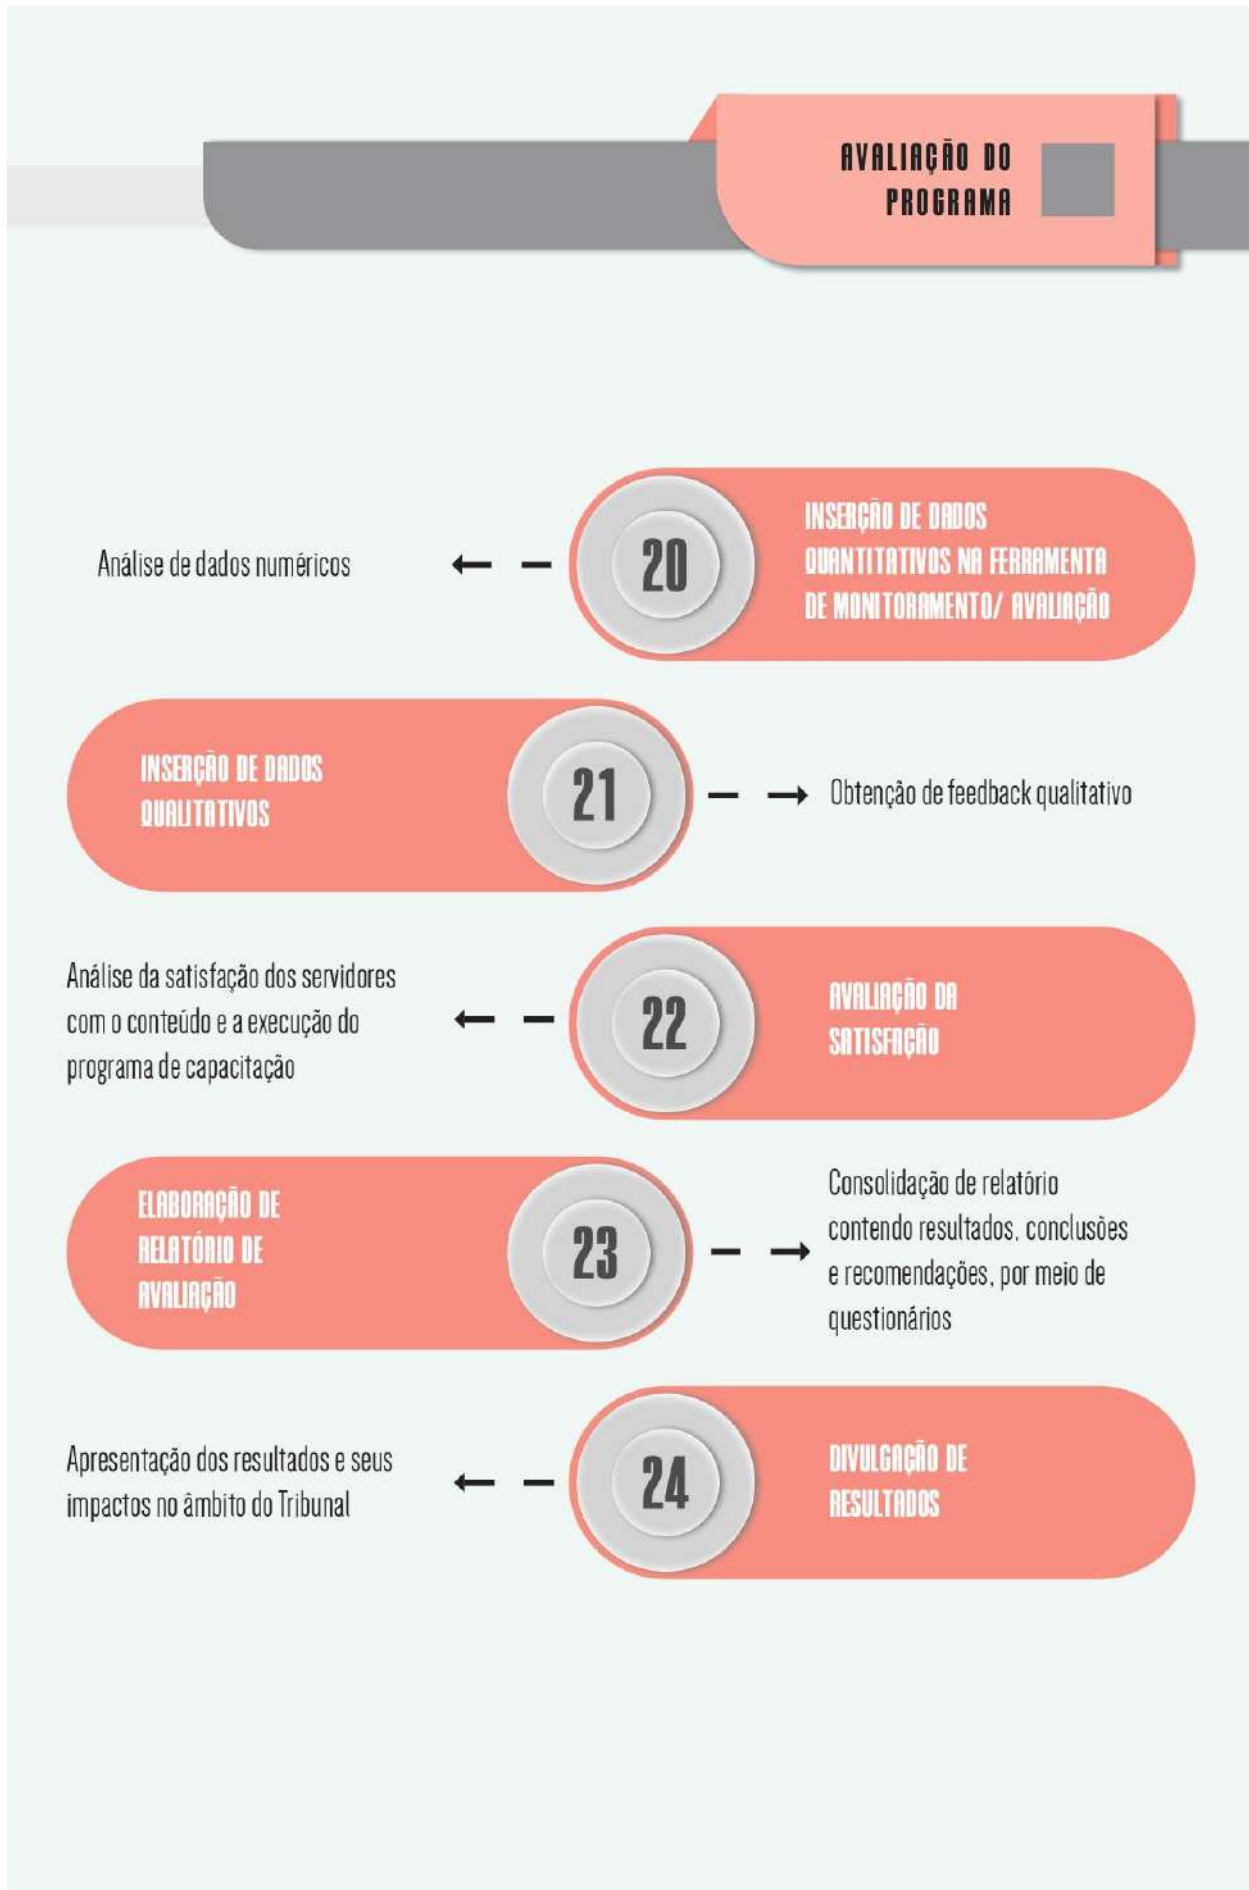 AVALIAÇÃO DO
PROGRAMA
Análise de dados numéricos
20
INSERÇÃO DE DADOS
QUANTITATIVOS NA FERRAMENTA
DE MONITORAMENTO/ AVALIAÇÃO
INSERÇÃO DE DADOS
QUALITATIVOS
21
Obtenção de feedback qualitativo
Análise da satisfação dos servidores
com o conteúdo e a execução do
programa de capacitação
22
AVALIAÇÃO DA
SATISFAÇÃO
ELABORAÇÃO DE
RELATÓRIO DE
AVALIAÇÃO
23
Consolidação de relatório
contendo resultados, conclusões
e recomendações, por meio de
questionários
Apresentação dos resultados e seus
impactos no âmbito do Tribunal
24
DIVULGAÇÃO DE
RESULTADOS